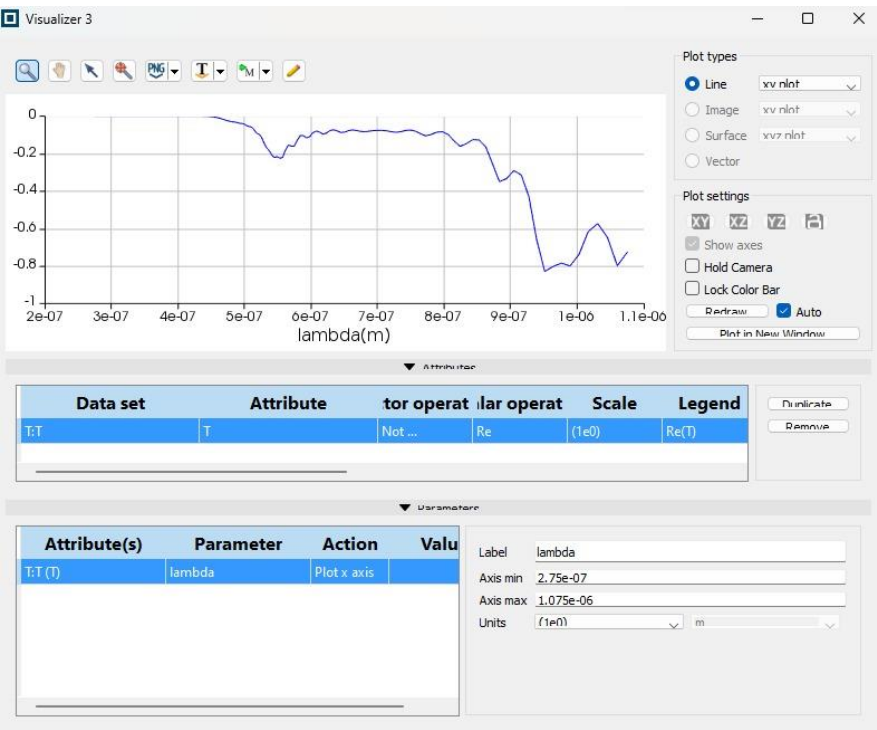 Visualizer 3
PNG
T
M
0
-0.2
-0.4
-0.6
-0.8
-1
2e-07 3e-07 4e-07 5e-07 6e-07 7e-07 8e-07 9e-07 1e-06 1.1e-06
lambda(m)
Plot types
Line xy plot
Image xy plot
Surface xyz plot
Vector
Plot settings
XY XZ YZ
Show axes
Hold Camera
Lock Color Bar
Redraw Auto
Plot in New Window
Attributes
Data set Attribute :tor operat lar operat Scale Legend
T:T T Not ... Re (1e0) Re(T)
Duplicate
Remove
Parameters
Attribute(s) Parameter Action Valu
T:T (T) lambda Plot x axis
Label lambda
Axis min 2.75e-07
Axis max 1.075e-06
Units (1e0) m